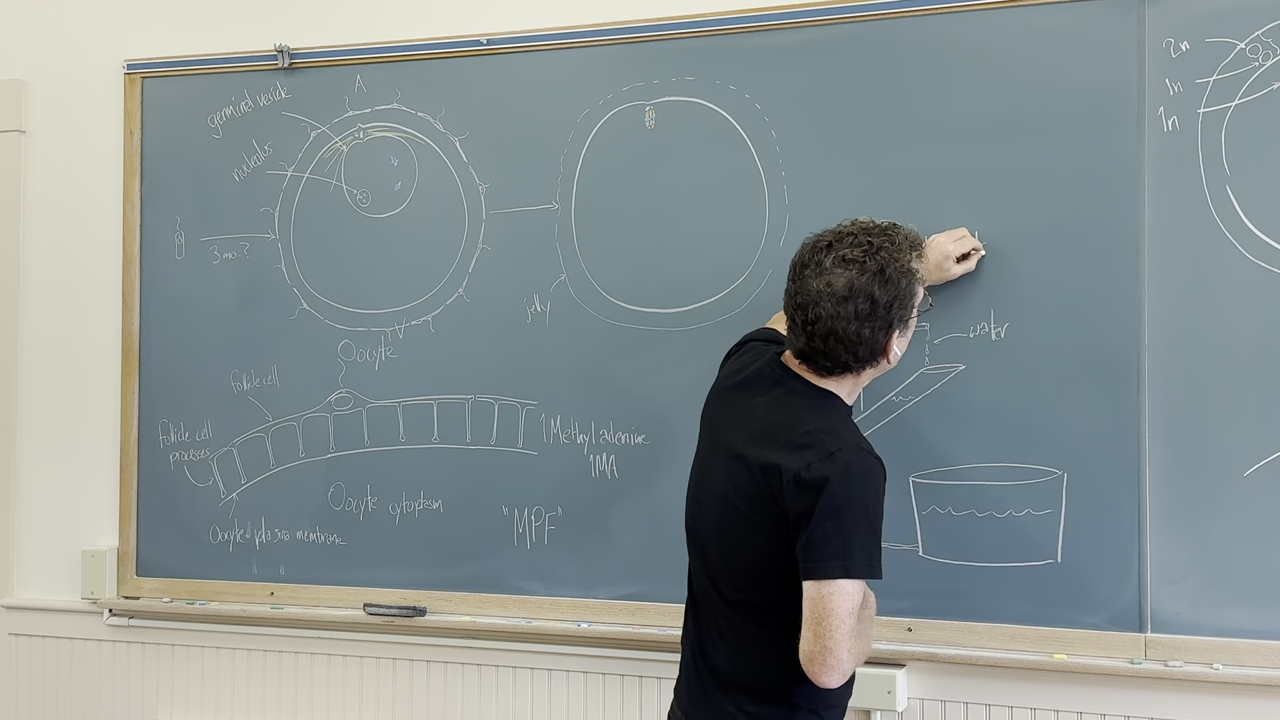 A
germinal vesicle
nucleolus
3 mo.?
V
Oocyte
jelly
water
follicle cell
follicle cell
processes
1 Methyl adenine
1MA
Oocyte cytoplasm
"MPF"
Oocyte plasma membrane
2n
1n
1n